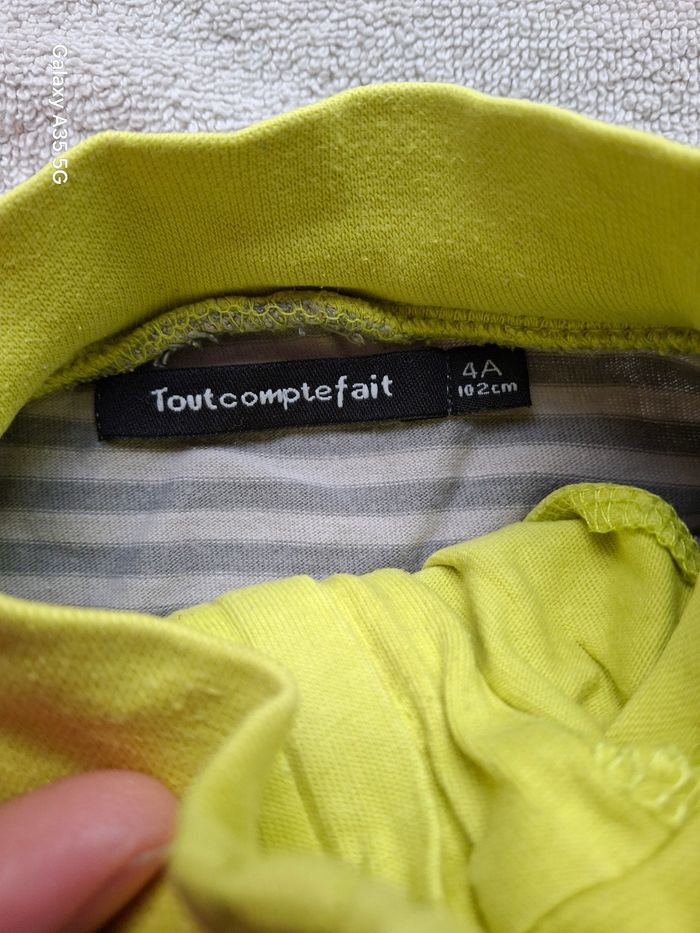 Galaxy A35 5G
Toutcomptefait
4A
102cm